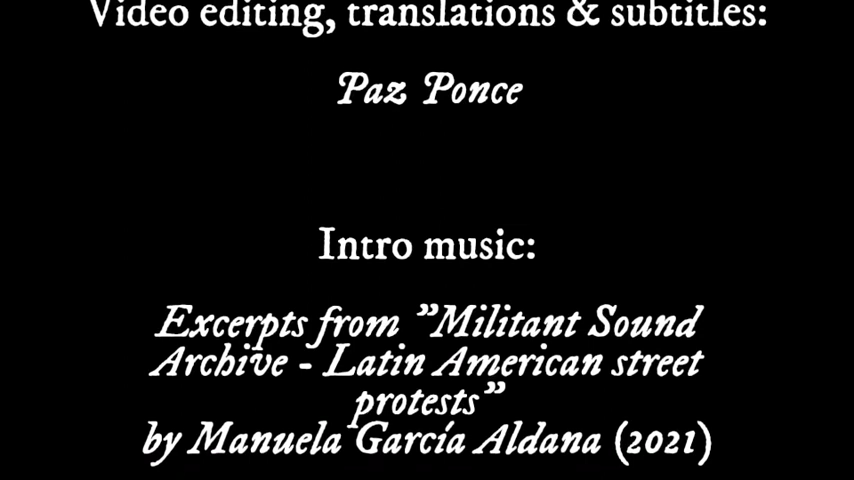 Video editing, translations & subtitles:
Paz Ponce
Intro music:
Excerpts from "Militant Sound
Archive - Latin American street
protests"
by Manuela García Aldana (2021)